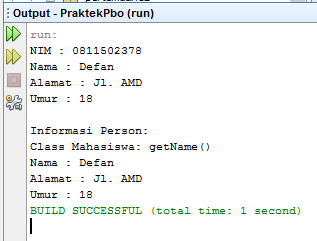 Output - PraktekPbo (run)
run:
NIM : 0811502378
Nama : Defan
Alamat : Jl. AMD
Umur : 18
Informasi Person:
Class Mahasiswa: getName()
Nama : Defan
Alamat : Jl. AMD
Umur : 18
BUILD SUCCESSFUL (total time: 1 second)